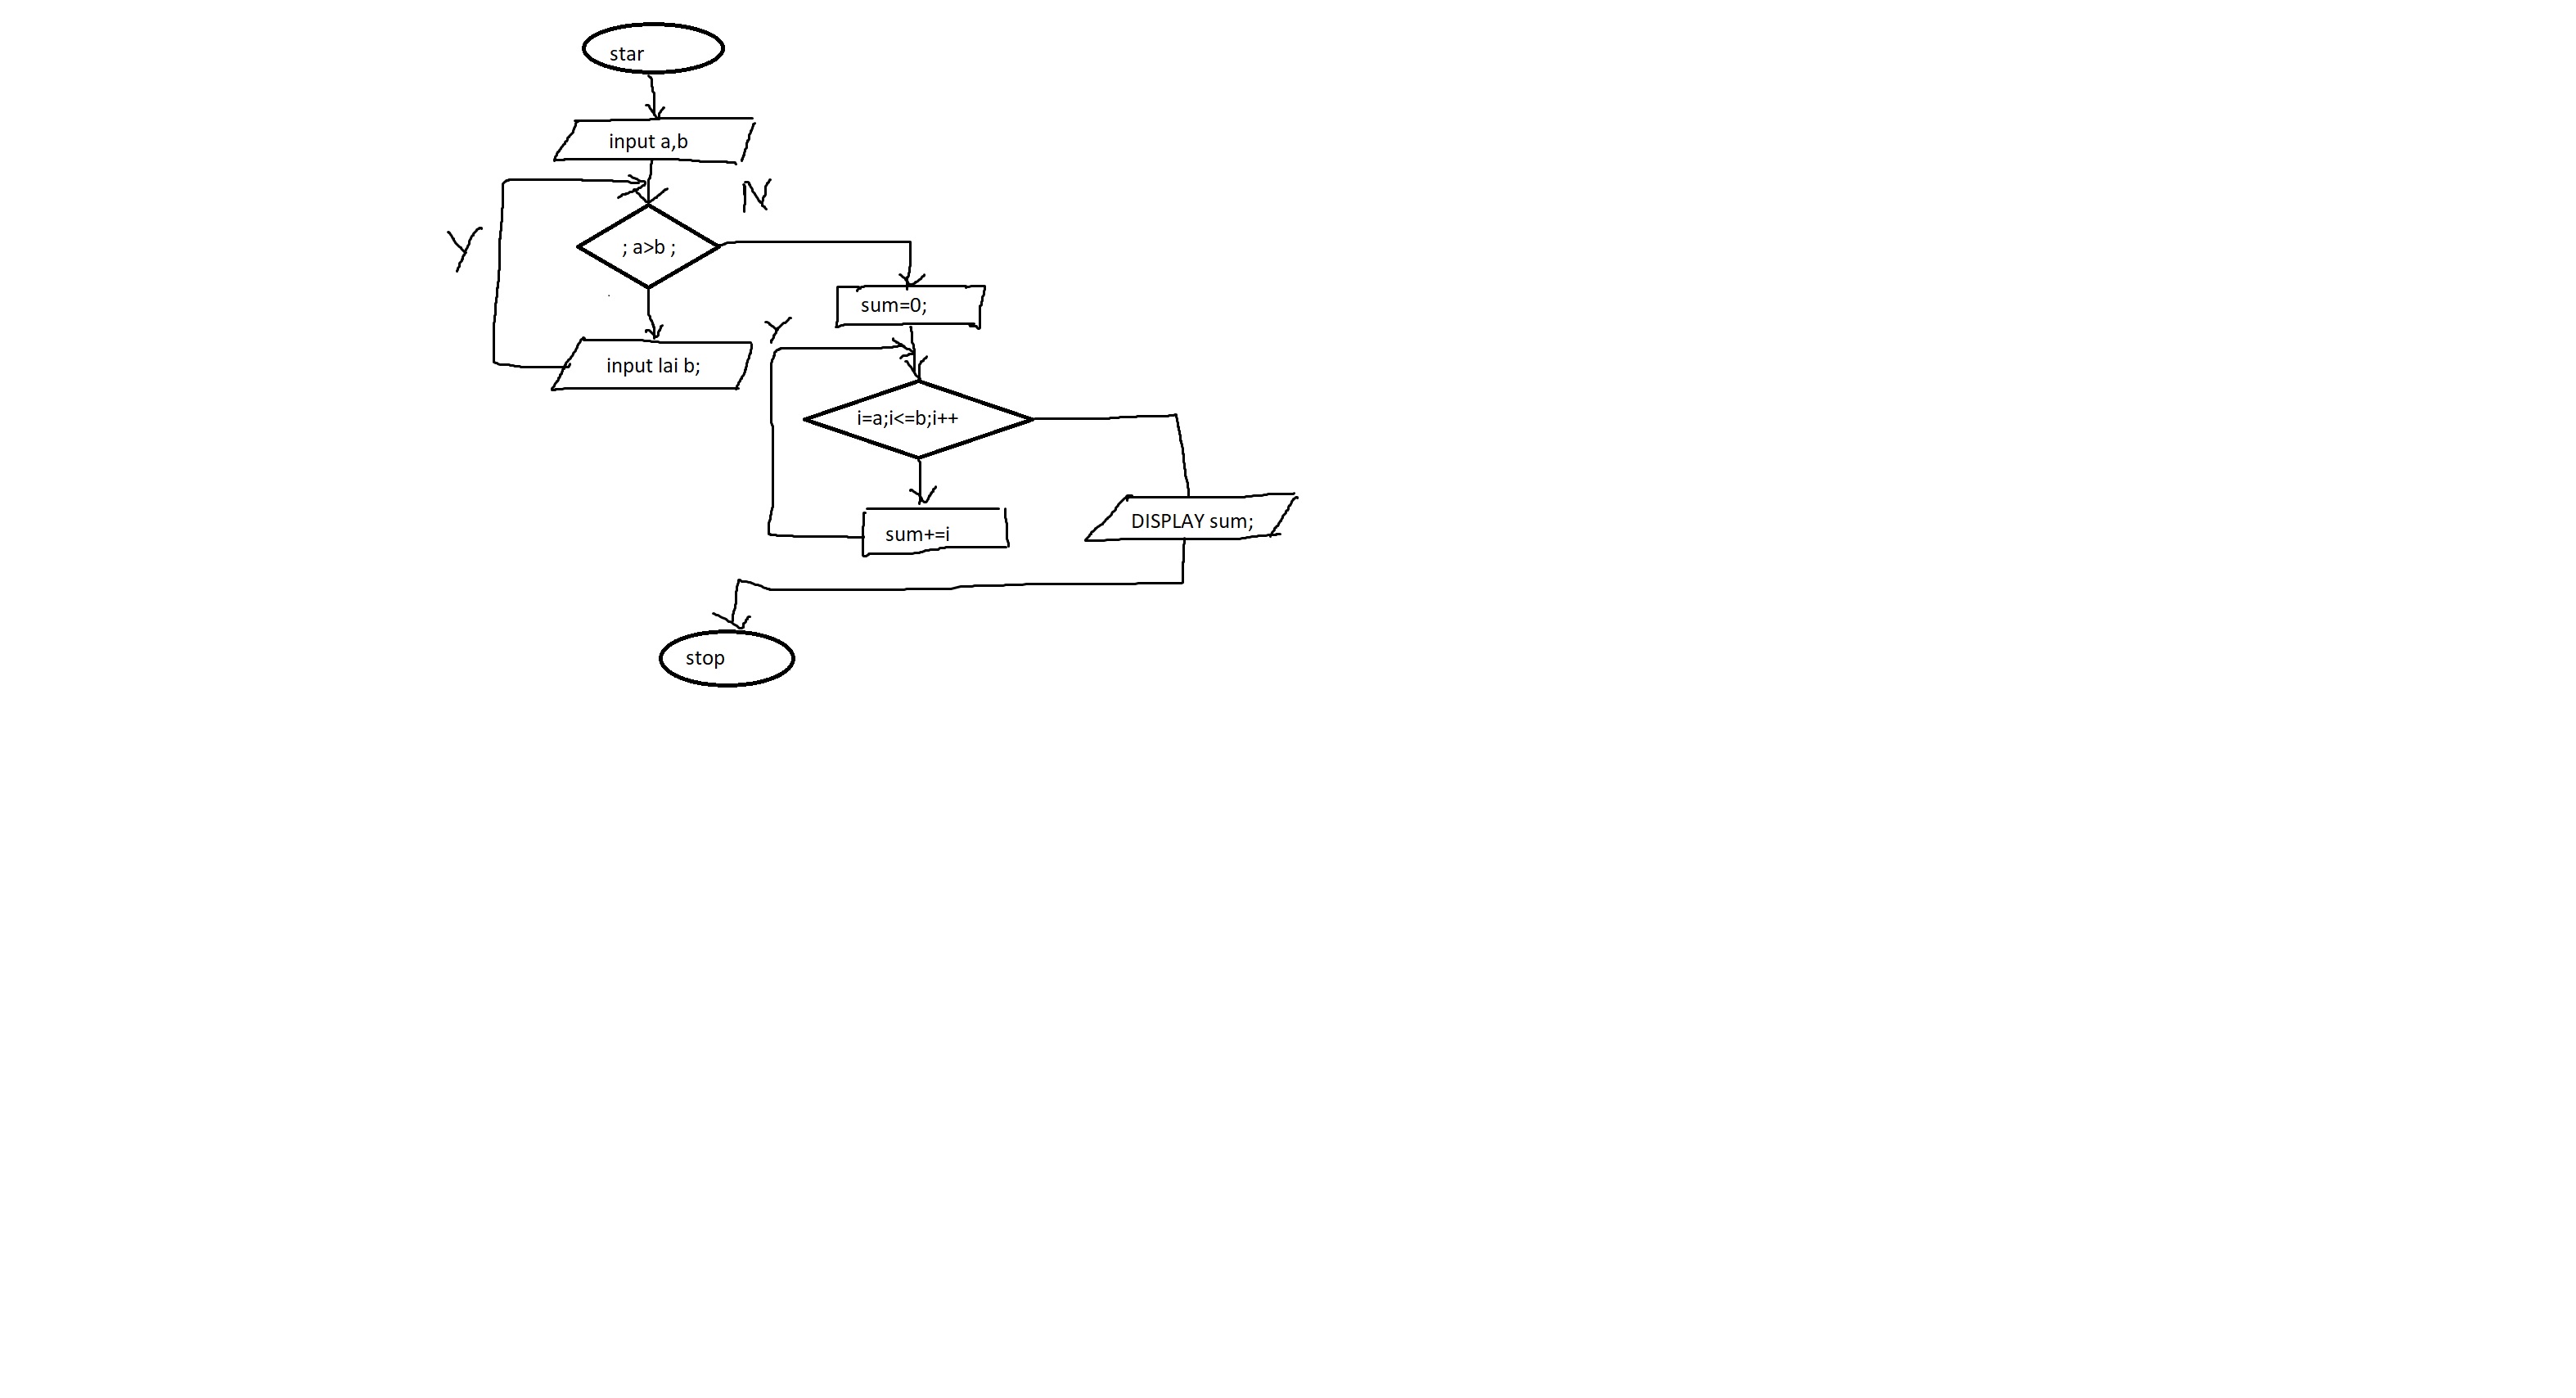 star
input a,b
N
Y
; a>b ;
sum=0;
Y
input lai b;
i=a;i<=b;i++
DISPLAY sum;
sum+=i
stop